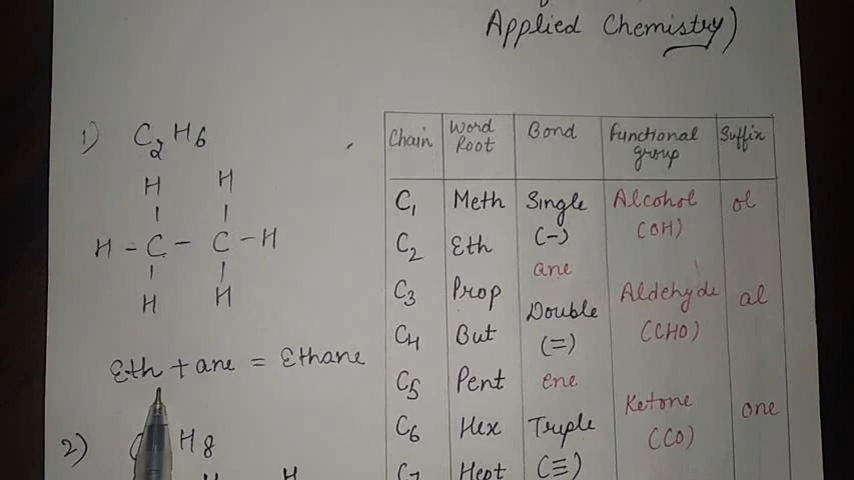 Applied Chemistry)
1) C2H6
H H
H - C - C - H
H H
Eth + ane = Ethane
2) H8
H H
Chain Word Root Bond Functional group Suffix
C1 Meth Single Alcohol ol
(-) (OH)
C2 Eth
ane
C3 Prop Aldehyde al
Double (CHO)
C4 But (=)
C5 Pent ene
Ketone one
C6 Hex Triple (CO)
C7 Hept (≡)